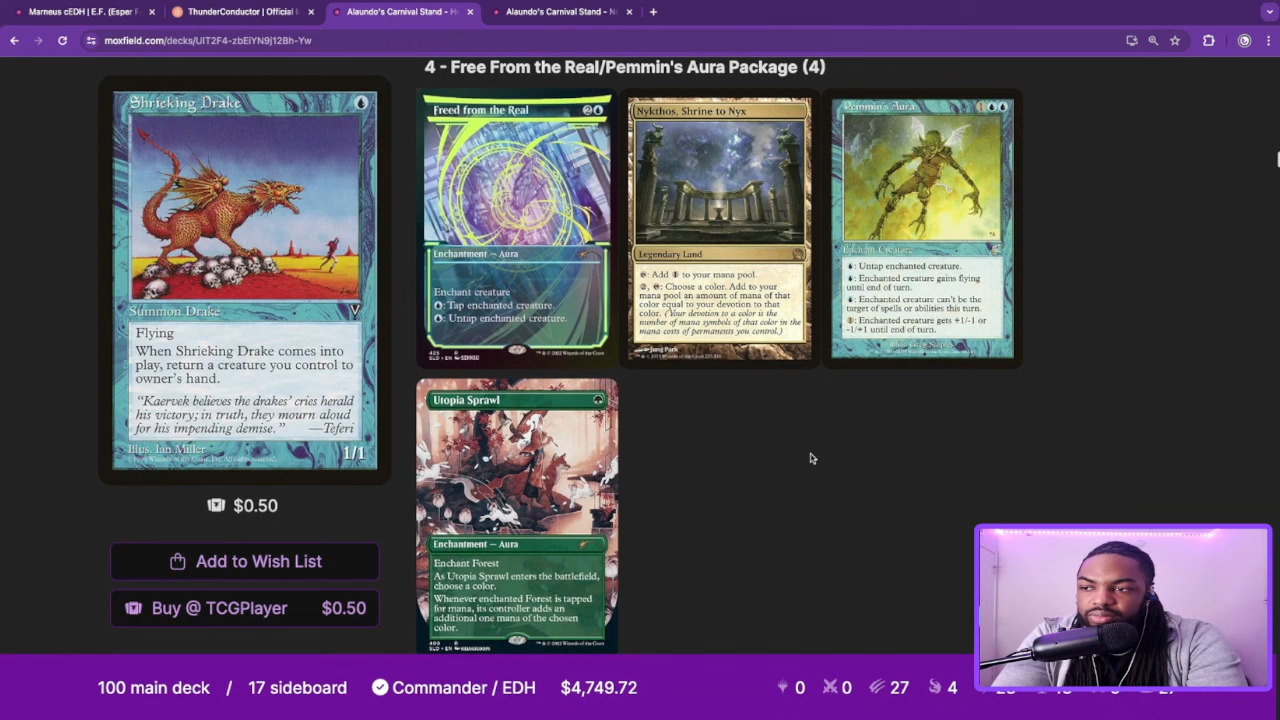 Marneus cEDH | E.F. (Esper F
ThunderConductor | Official
Alaundo's Carnival Stand - H
Alaundo's Carnival Stand - N
moxfield.com/decks/UIT2F4-zbEiYN9j12Bh-Yw
4 - Free From the Real/Pemmin's Aura Package (4)
Shrieking Drake
Summon Drake
Flying
When Shrieking Drake comes into
play, return a creature you control to
owner's hand.
"Kaervek believes the drakes' cries herald
his victory; in truth, they mourn aloud
for his impending demise." —Teferi
Illus. Ian Miller
1/1
$0.50
Add to Wish List
Buy @ TCGPlayer $0.50
Freed from the Real
Enchantment — Aura
Enchant creature
: Tap enchanted creature.
: Untap enchanted creature.
Nykthos, Shrine to Nyx
Legendary Land
: Add 1 to your mana pool.
2, : Choose a color. Add to your
mana pool an amount of mana of that
color equal to your devotion to that
color. (Your devotion to a color is the
number of mana symbols of that color in the
mana costs of permanents you control.)
Jung Park
Pemmin's Aura
Enchant Creature
: Untap enchanted creature.
: Enchanted creature gains flying
until end of turn.
: Enchanted creature can't be the
target of spells or abilities this turn.
1: Enchanted creature gets +1/-1 or
-1/+1 until end of turn.
Utopia Sprawl
Enchantment — Aura
Enchant Forest
As Utopia Sprawl enters the battlefield,
choose a color.
Whenever enchanted Forest is tapped
for mana, its controller adds an
additional one mana of the chosen
color.
100 main deck / 17 sideboard Commander / EDH $4,749.72 0 0 27 4